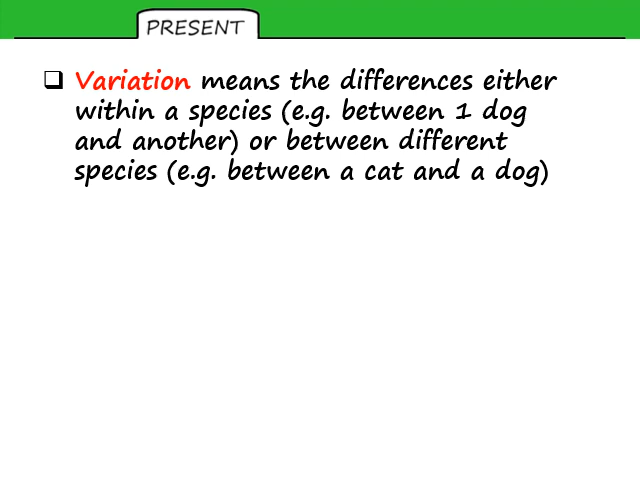 PRESENT
❑ Variation means the differences either
within a species (e.g. between 1 dog
and another) or between different
species (e.g. between a cat and a dog)